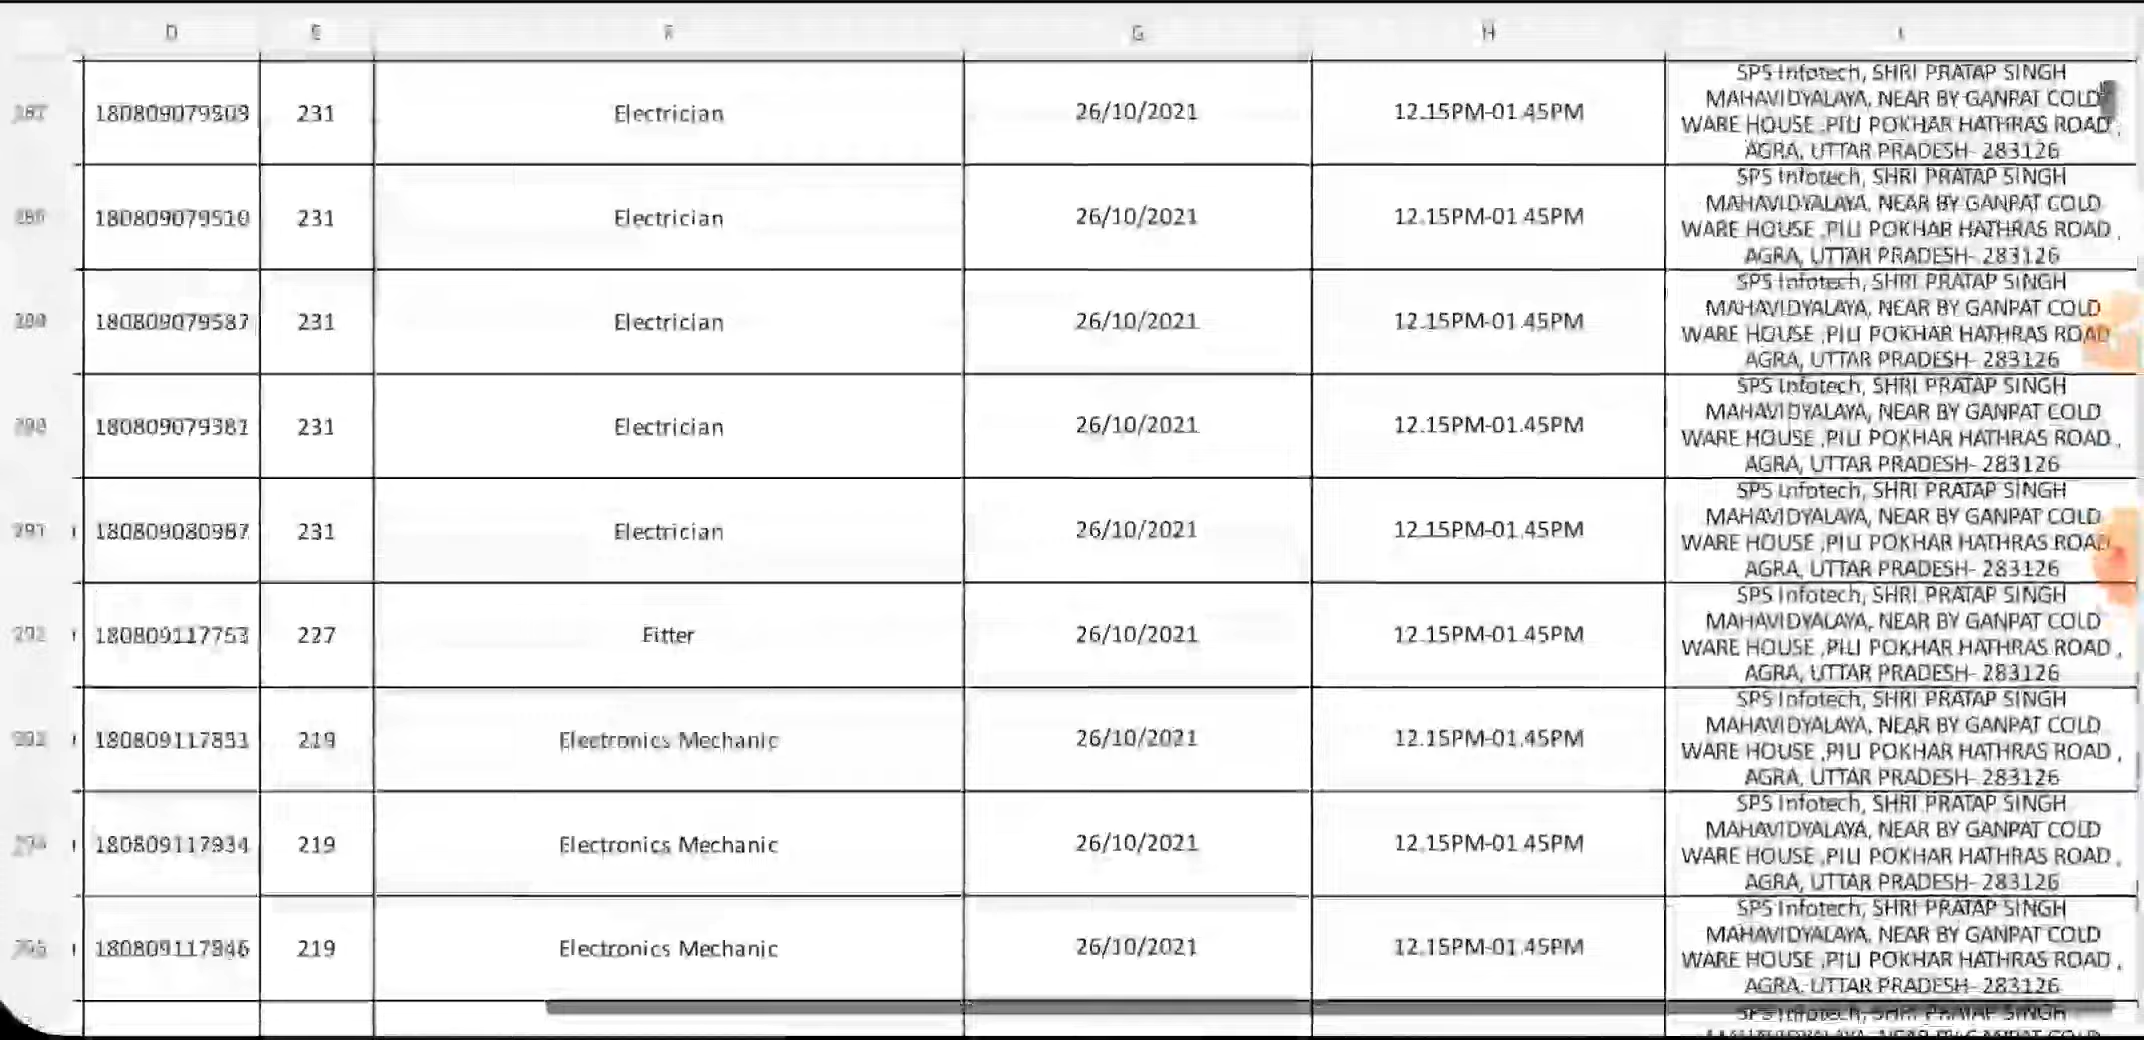 D E F G H I
180809079509 231 Electrician 26/10/2021 12.15PM-01.45PM SPS Infotech, SHRI PRATAP SINGH
MAHAVIDYALAYA, NEAR BY GANPAT COLD
WARE HOUSE ,PILI POKHAR HATHRAS ROAD ,
AGRA, UTTAR PRADESH- 283126
180809079510 231 Electrician 26/10/2021 12.15PM-01.45PM SPS Infotech, SHRI PRATAP SINGH
MAHAVIDYALAYA, NEAR BY GANPAT COLD
WARE HOUSE ,PILI POKHAR HATHRAS ROAD ,
AGRA, UTTAR PRADESH- 283126
180809079587 231 Electrician 26/10/2021 12.15PM-01.45PM SPS Infotech, SHRI PRATAP SINGH
MAHAVIDYALAYA, NEAR BY GANPAT COLD
WARE HOUSE ,PILI POKHAR HATHRAS ROAD
AGRA, UTTAR PRADESH- 283126
180809079381 231 Electrician 26/10/2021 12.15PM-01.45PM SPS Infotech, SHRI PRATAP SINGH
MAHAVIDYALAYA, NEAR BY GANPAT COLD
WARE HOUSE ,PILI POKHAR HATHRAS ROAD ,
AGRA, UTTAR PRADESH- 283126
291 180809080987 231 Electrician 26/10/2021 12.15PM-01.45PM SPS Infotech, SHRI PRATAP SINGH
MAHAVIDYALAYA, NEAR BY GANPAT COLD
WARE HOUSE ,PILI POKHAR HATHRAS ROAD,
AGRA, UTTAR PRADESH- 283126
292 180809117753 227 Fitter 26/10/2021 12.15PM-01.45PM SPS Infotech, SHRI PRATAP SINGH
MAHAVIDYALAYA, NEAR BY GANPAT COLD
WARE HOUSE ,PILI POKHAR HATHRAS ROAD ,
AGRA, UTTAR PRADESH- 283126
219 Electronics Mechanic 26/10/2021 12.15PM-01.45PM SPS Infotech, SHRI PRATAP SINGH
MAHAVIDYALAYA, NEAR BY GANPAT COLD
WARE HOUSE ,PILI POKHAR HATHRAS ROAD ,
AGRA, UTTAR PRADESH- 283126
180809117934 219 Electronics Mechanic 26/10/2021 12.15PM-01.45PM SPS Infotech, SHRI PRATAP SINGH
MAHAVIDYALAYA, NEAR BY GANPAT COLD
WARE HOUSE ,PILI POKHAR HATHRAS ROAD ,
AGRA, UTTAR PRADESH- 283126
180809117946 219 Electronics Mechanic 26/10/2021 12.15PM-01.45PM SPS Infotech, SHRI PRATAP SINGH
MAHAVIDYALAYA, NEAR BY GANPAT COLD
WARE HOUSE ,PILI POKHAR HATHRAS ROAD ,
AGRA, UTTAR PRADESH- 283126
SPS Infotech, SHRI PRATAP SINGH